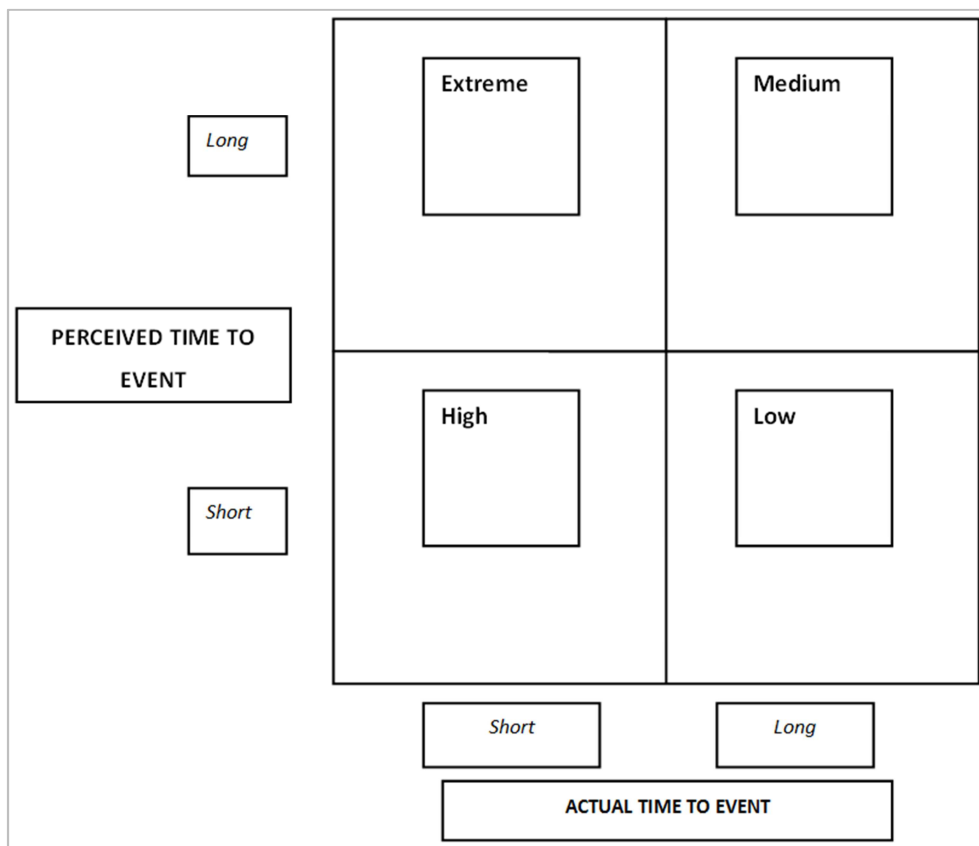 Extreme
Medium
Long
PERCEIVED TIME TO
EVENT
High
Low
Short
Short
Long
ACTUAL TIME TO EVENT